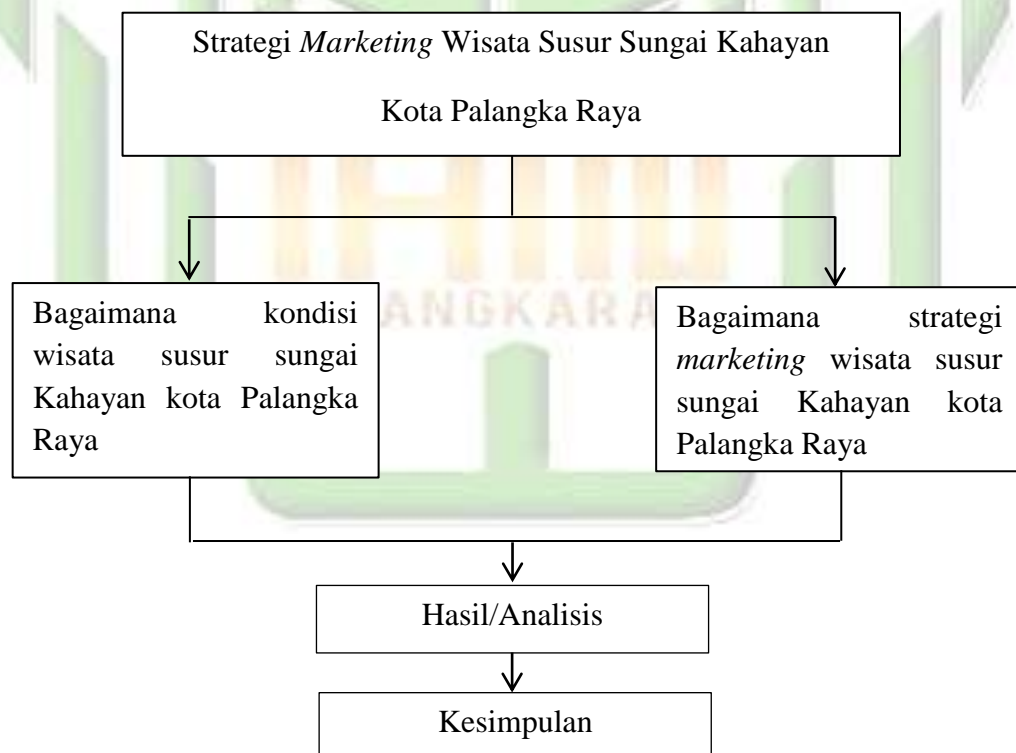 Strategi Marketing Wisata Susur Sungai Kahayan
Kota Palangka Raya
Bagaimana kondisi
wisata susur sungai
Kahayan kota Palangka
Raya
Bagaimana strategi
marketing wisata susur
sungai Kahayan kota
Palangka Raya
Hasil/Analisis
Kesimpulan